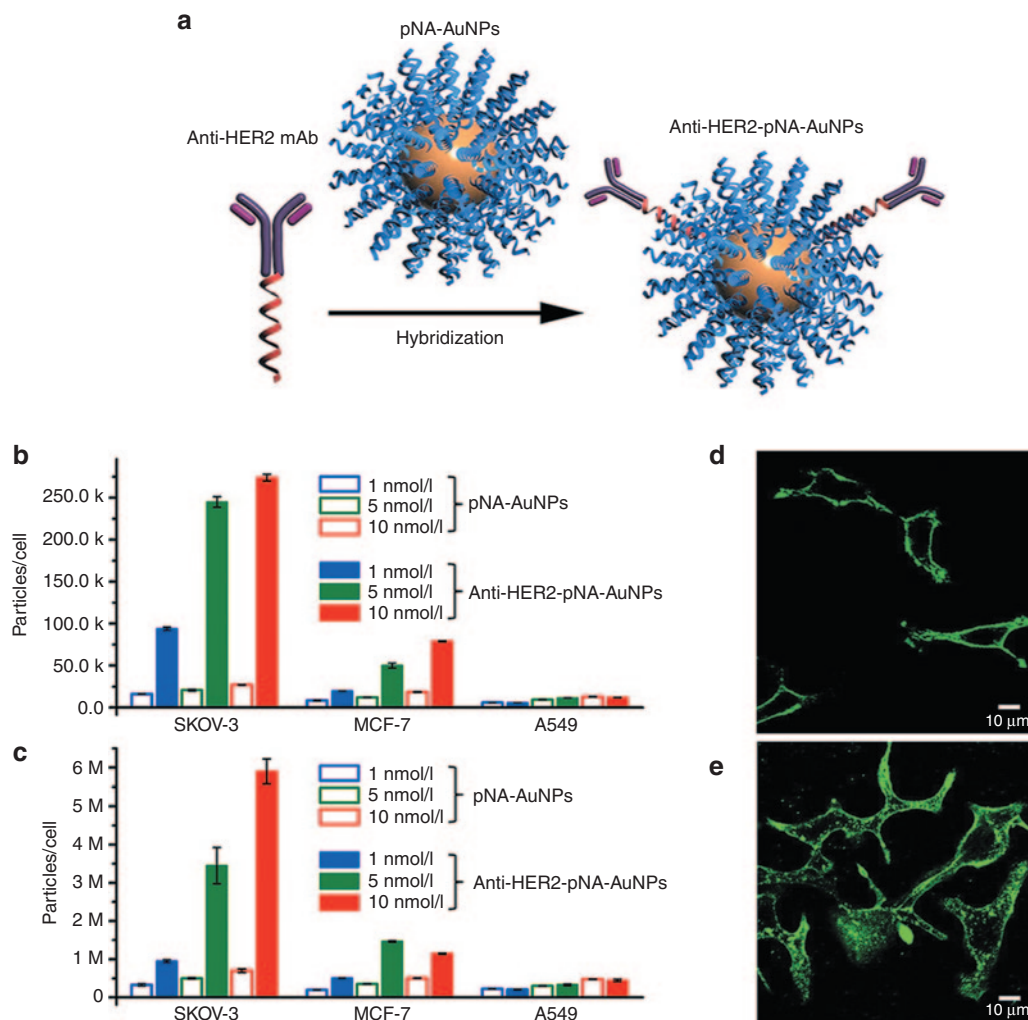 a
pNA-AuNPs
Anti-HER2 mAb
Anti-HER2-pNA-AuNPs
Hybridization
b
Particles/cell
250.0 k
200.0 k
150.0 k
100.0 k
50.0 k
0.0
1 nmol/l
5 nmol/l
10 nmol/l
pNA-AuNPs
1 nmol/l
5 nmol/l
10 nmol/l
Anti-HER2-pNA-AuNPs
SKOV-3 MCF-7 A549
c
Particles/cell
6 M
5 M
4 M
3 M
2 M
1 M
0
1 nmol/l
5 nmol/l
10 nmol/l
pNA-AuNPs
1 nmol/l
5 nmol/l
10 nmol/l
Anti-HER2-pNA-AuNPs
SKOV-3 MCF-7 A549
d
10 μm
e
10 μm